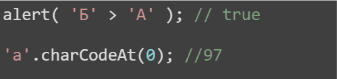 alert( 'Б' > 'А' ); // true
'a'.charCodeAt(0); //97